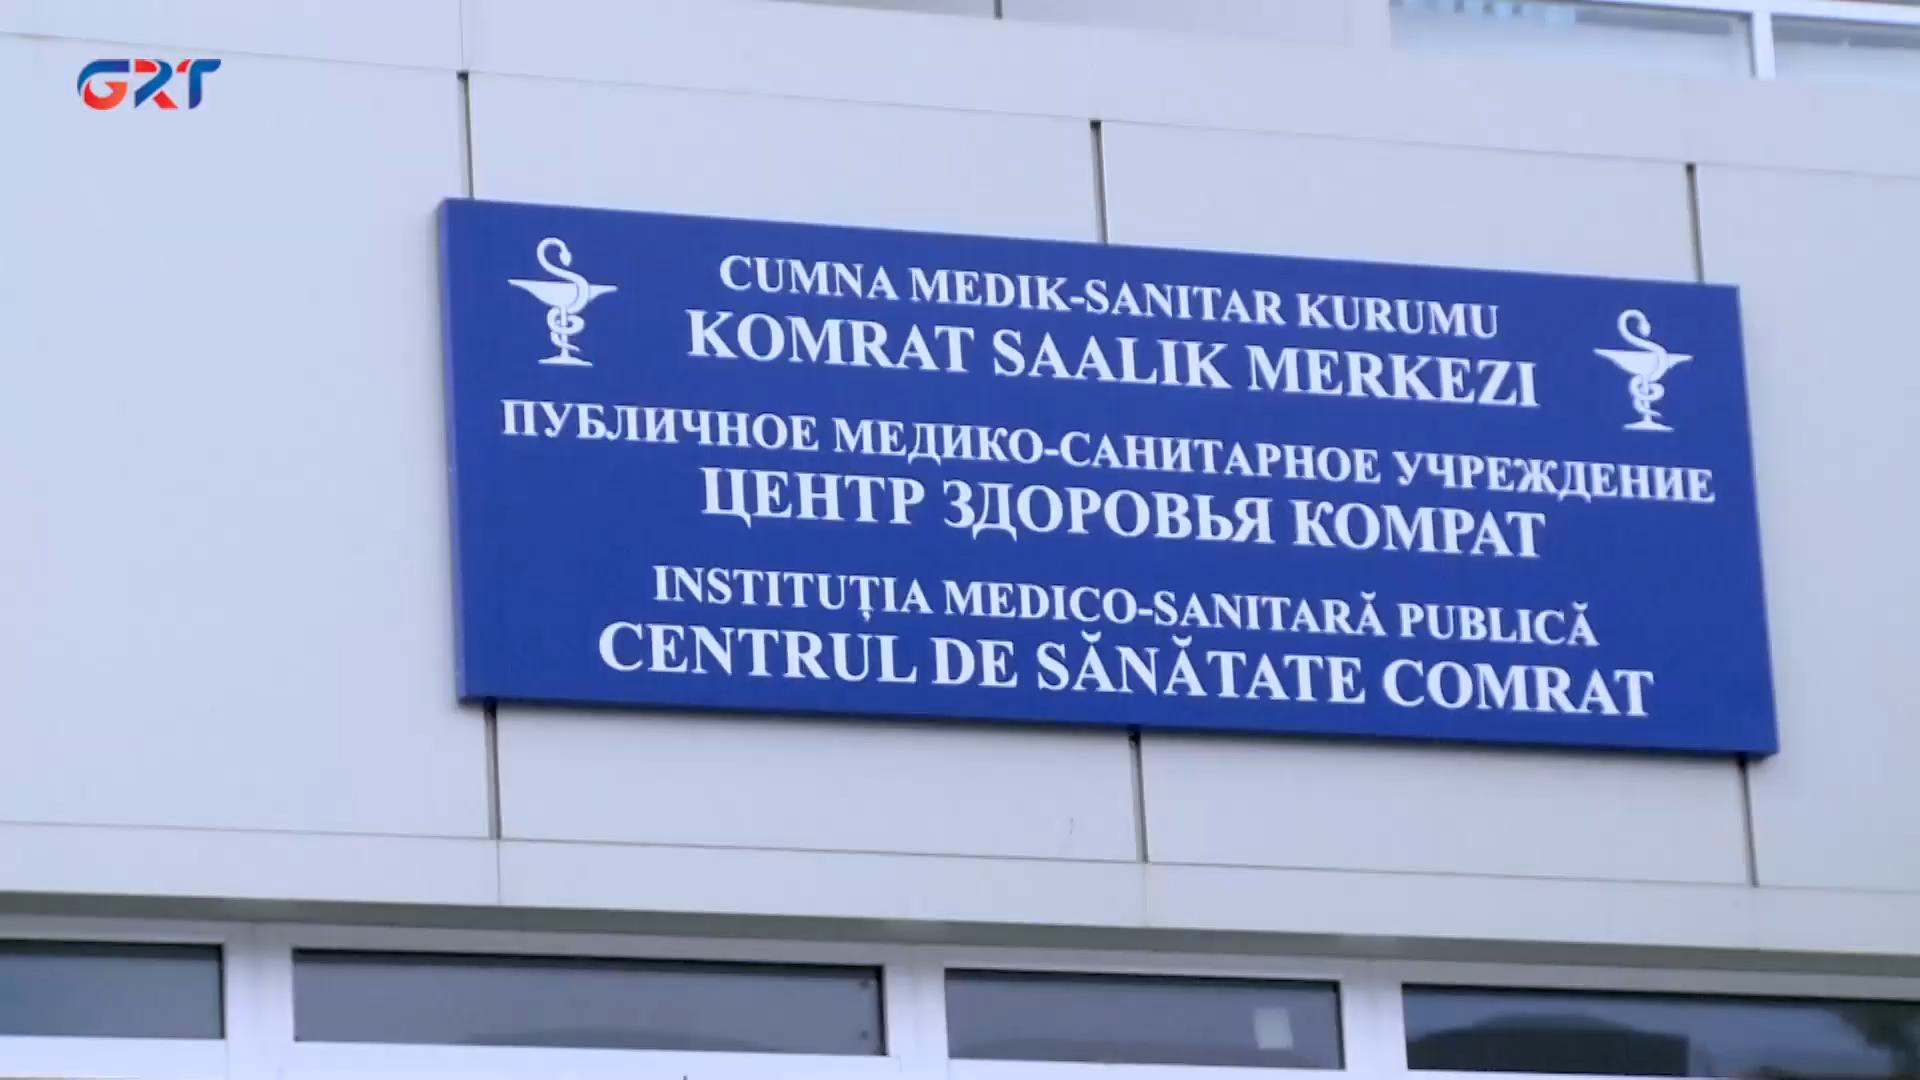 GRT
CUMNA MEDIK-SANITAR KURUMU
KOMRAT SAALIK MERKEZI
ПУБЛИЧНОЕ МЕДИКО-САНИТАРНОЕ УЧРЕЖДЕНИЕ
ЦЕНТР ЗДОРОВЬЯ КОМРАТ
INSTITUȚIA MEDICO-SANITARĂ PUBLICĂ
CENTRUL DE SĂNĂTATE COMRAT